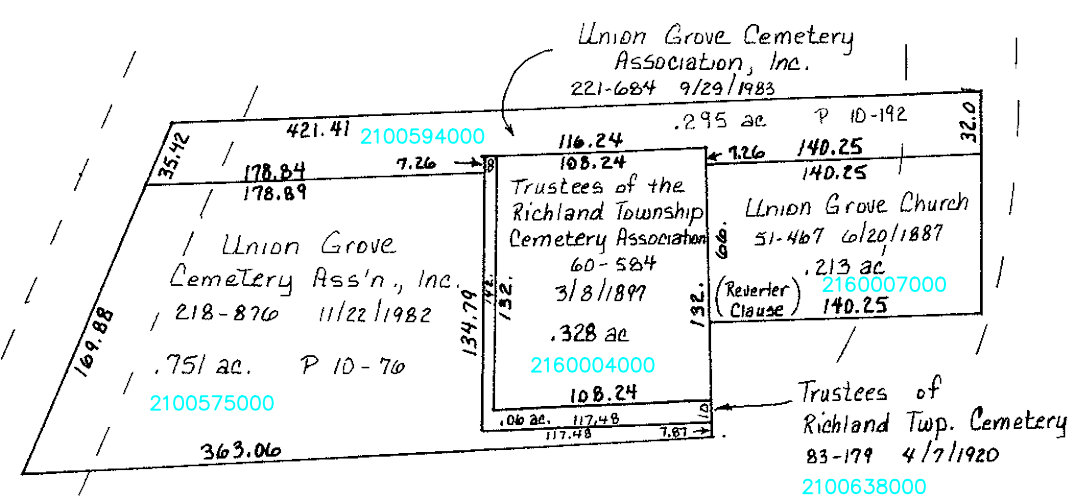 Union Grove Cemetery
Association, Inc.
221-684 9/29/1983
.295 ac P 10-192
32.0
35.42
421.41
2100594000
116.24
7.26
7.26
140.25
178.84
178.89
8
108.24
140.25
Trustees of the
Richland Township
Cemetery Association
60-584
3/8/1897
.328 ac
2160004000
108.24
132.
132.
142.
134.79
66.
Union Grove Church
51-467 6/20/1887
.213 ac
2160007000
(Reverter
Clause)
140.25
Union Grove
Cemetery Ass'n., Inc.
218-876 11/22/1982
.751 ac. P 10-76
2100575000
169.88
363.06
.06 ac. 117.48
117.48
7.87
10
Trustees of
Richland Twp. Cemetery
83-179 4/7/1920
2100638000